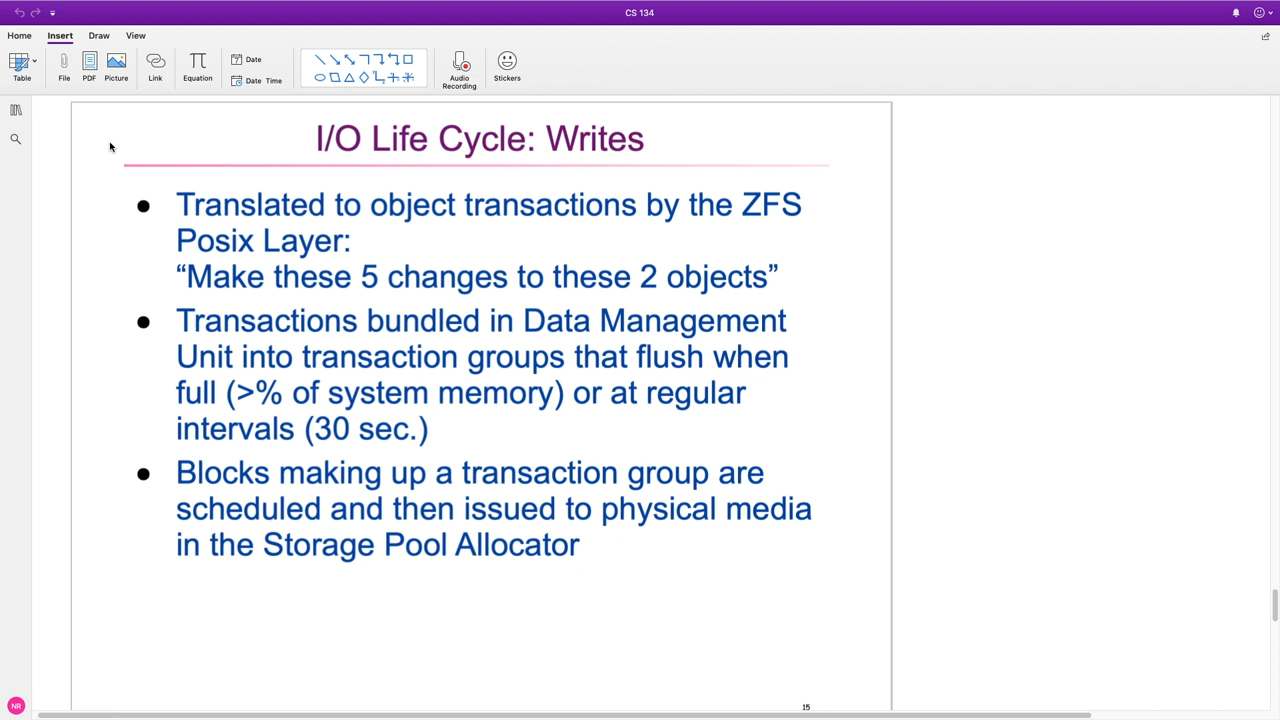 CS 134
Home Insert Draw View
Table File PDF Picture Link Equation Date Date Time Audio Recording Stickers
I/O Life Cycle: Writes
● Translated to object transactions by the ZFS
Posix Layer:
“Make these 5 changes to these 2 objects”
● Transactions bundled in Data Management
Unit into transaction groups that flush when
full (>% of system memory) or at regular
intervals (30 sec.)
● Blocks making up a transaction group are
scheduled and then issued to physical media
in the Storage Pool Allocator
NR
15